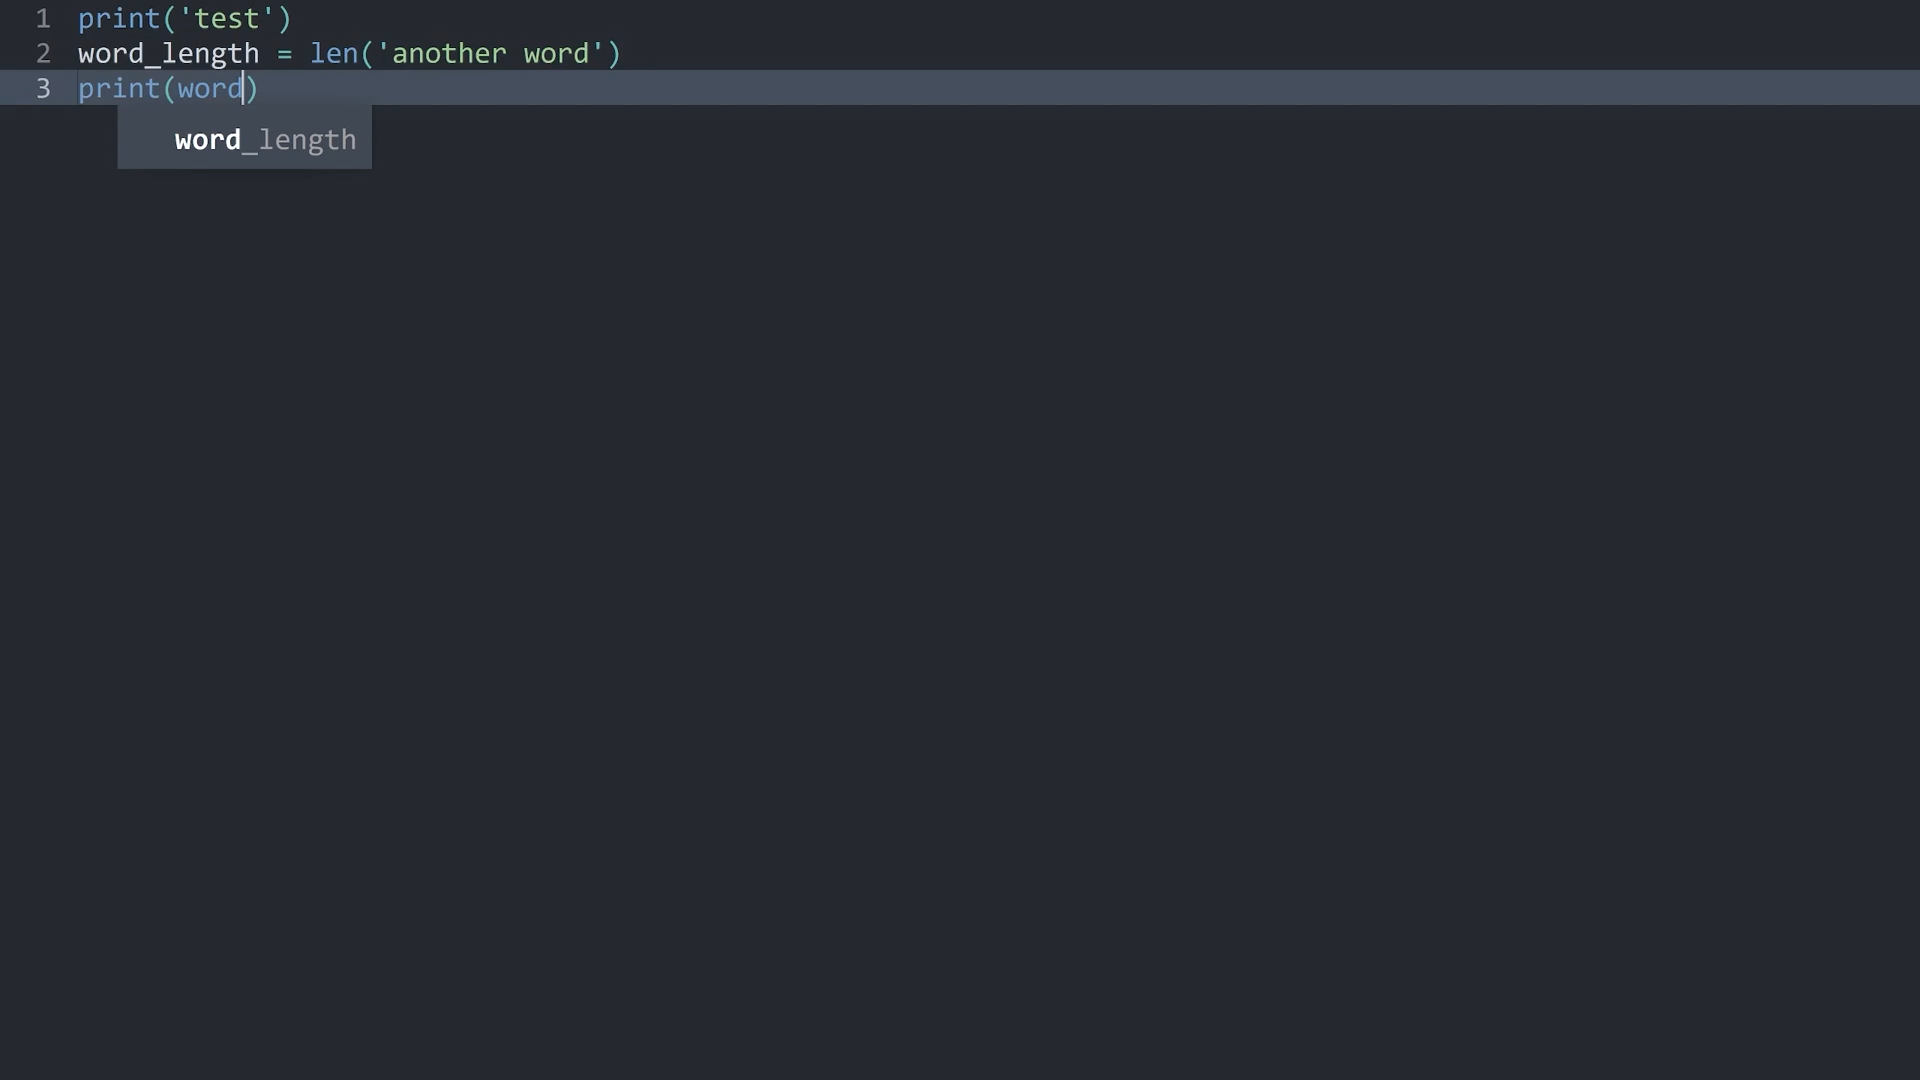 1 print('test')
2 word_length = len('another word')
3 print(word)
word_length